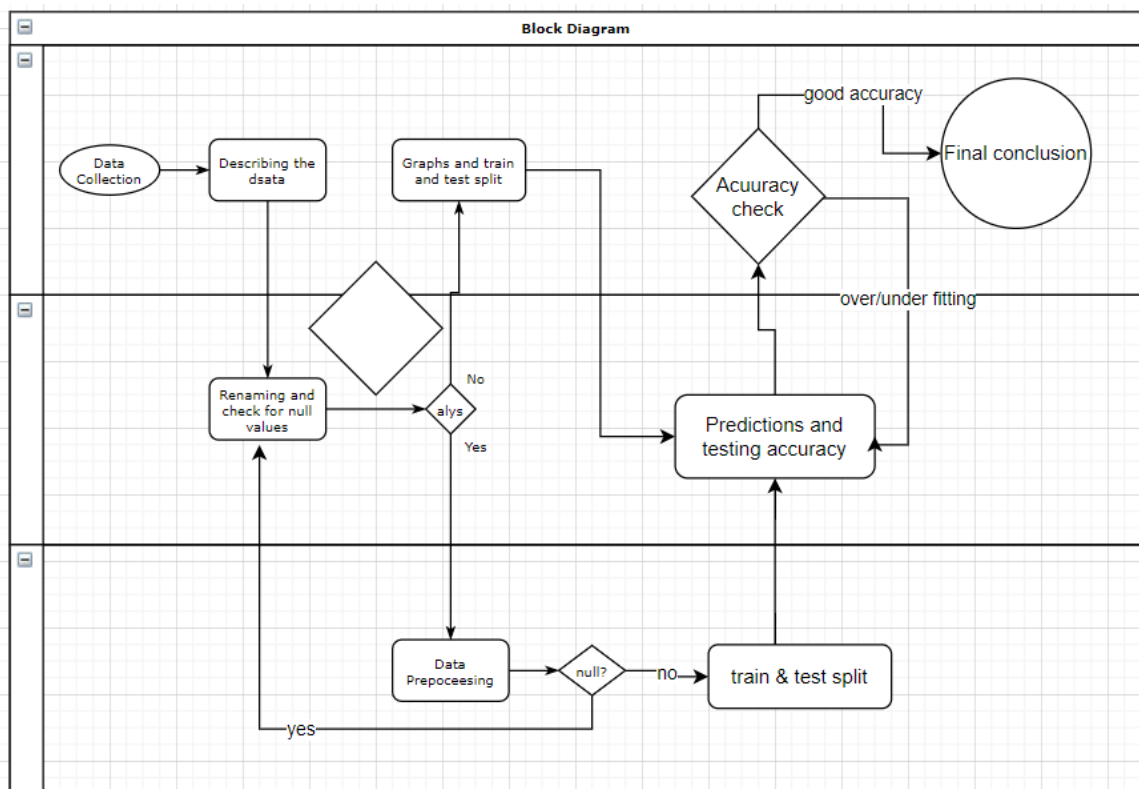 Block Diagram
Data
Collection
Describing the
dsata
Graphs and train
and test split
good accuracy
Acuuracy
check
Final conclusion
over/under fitting
Renaming and
check for null
values
No
alys
Yes
Predictions and
testing accuracy
Data
Prepoceesing
null?
no
train & test split
yes